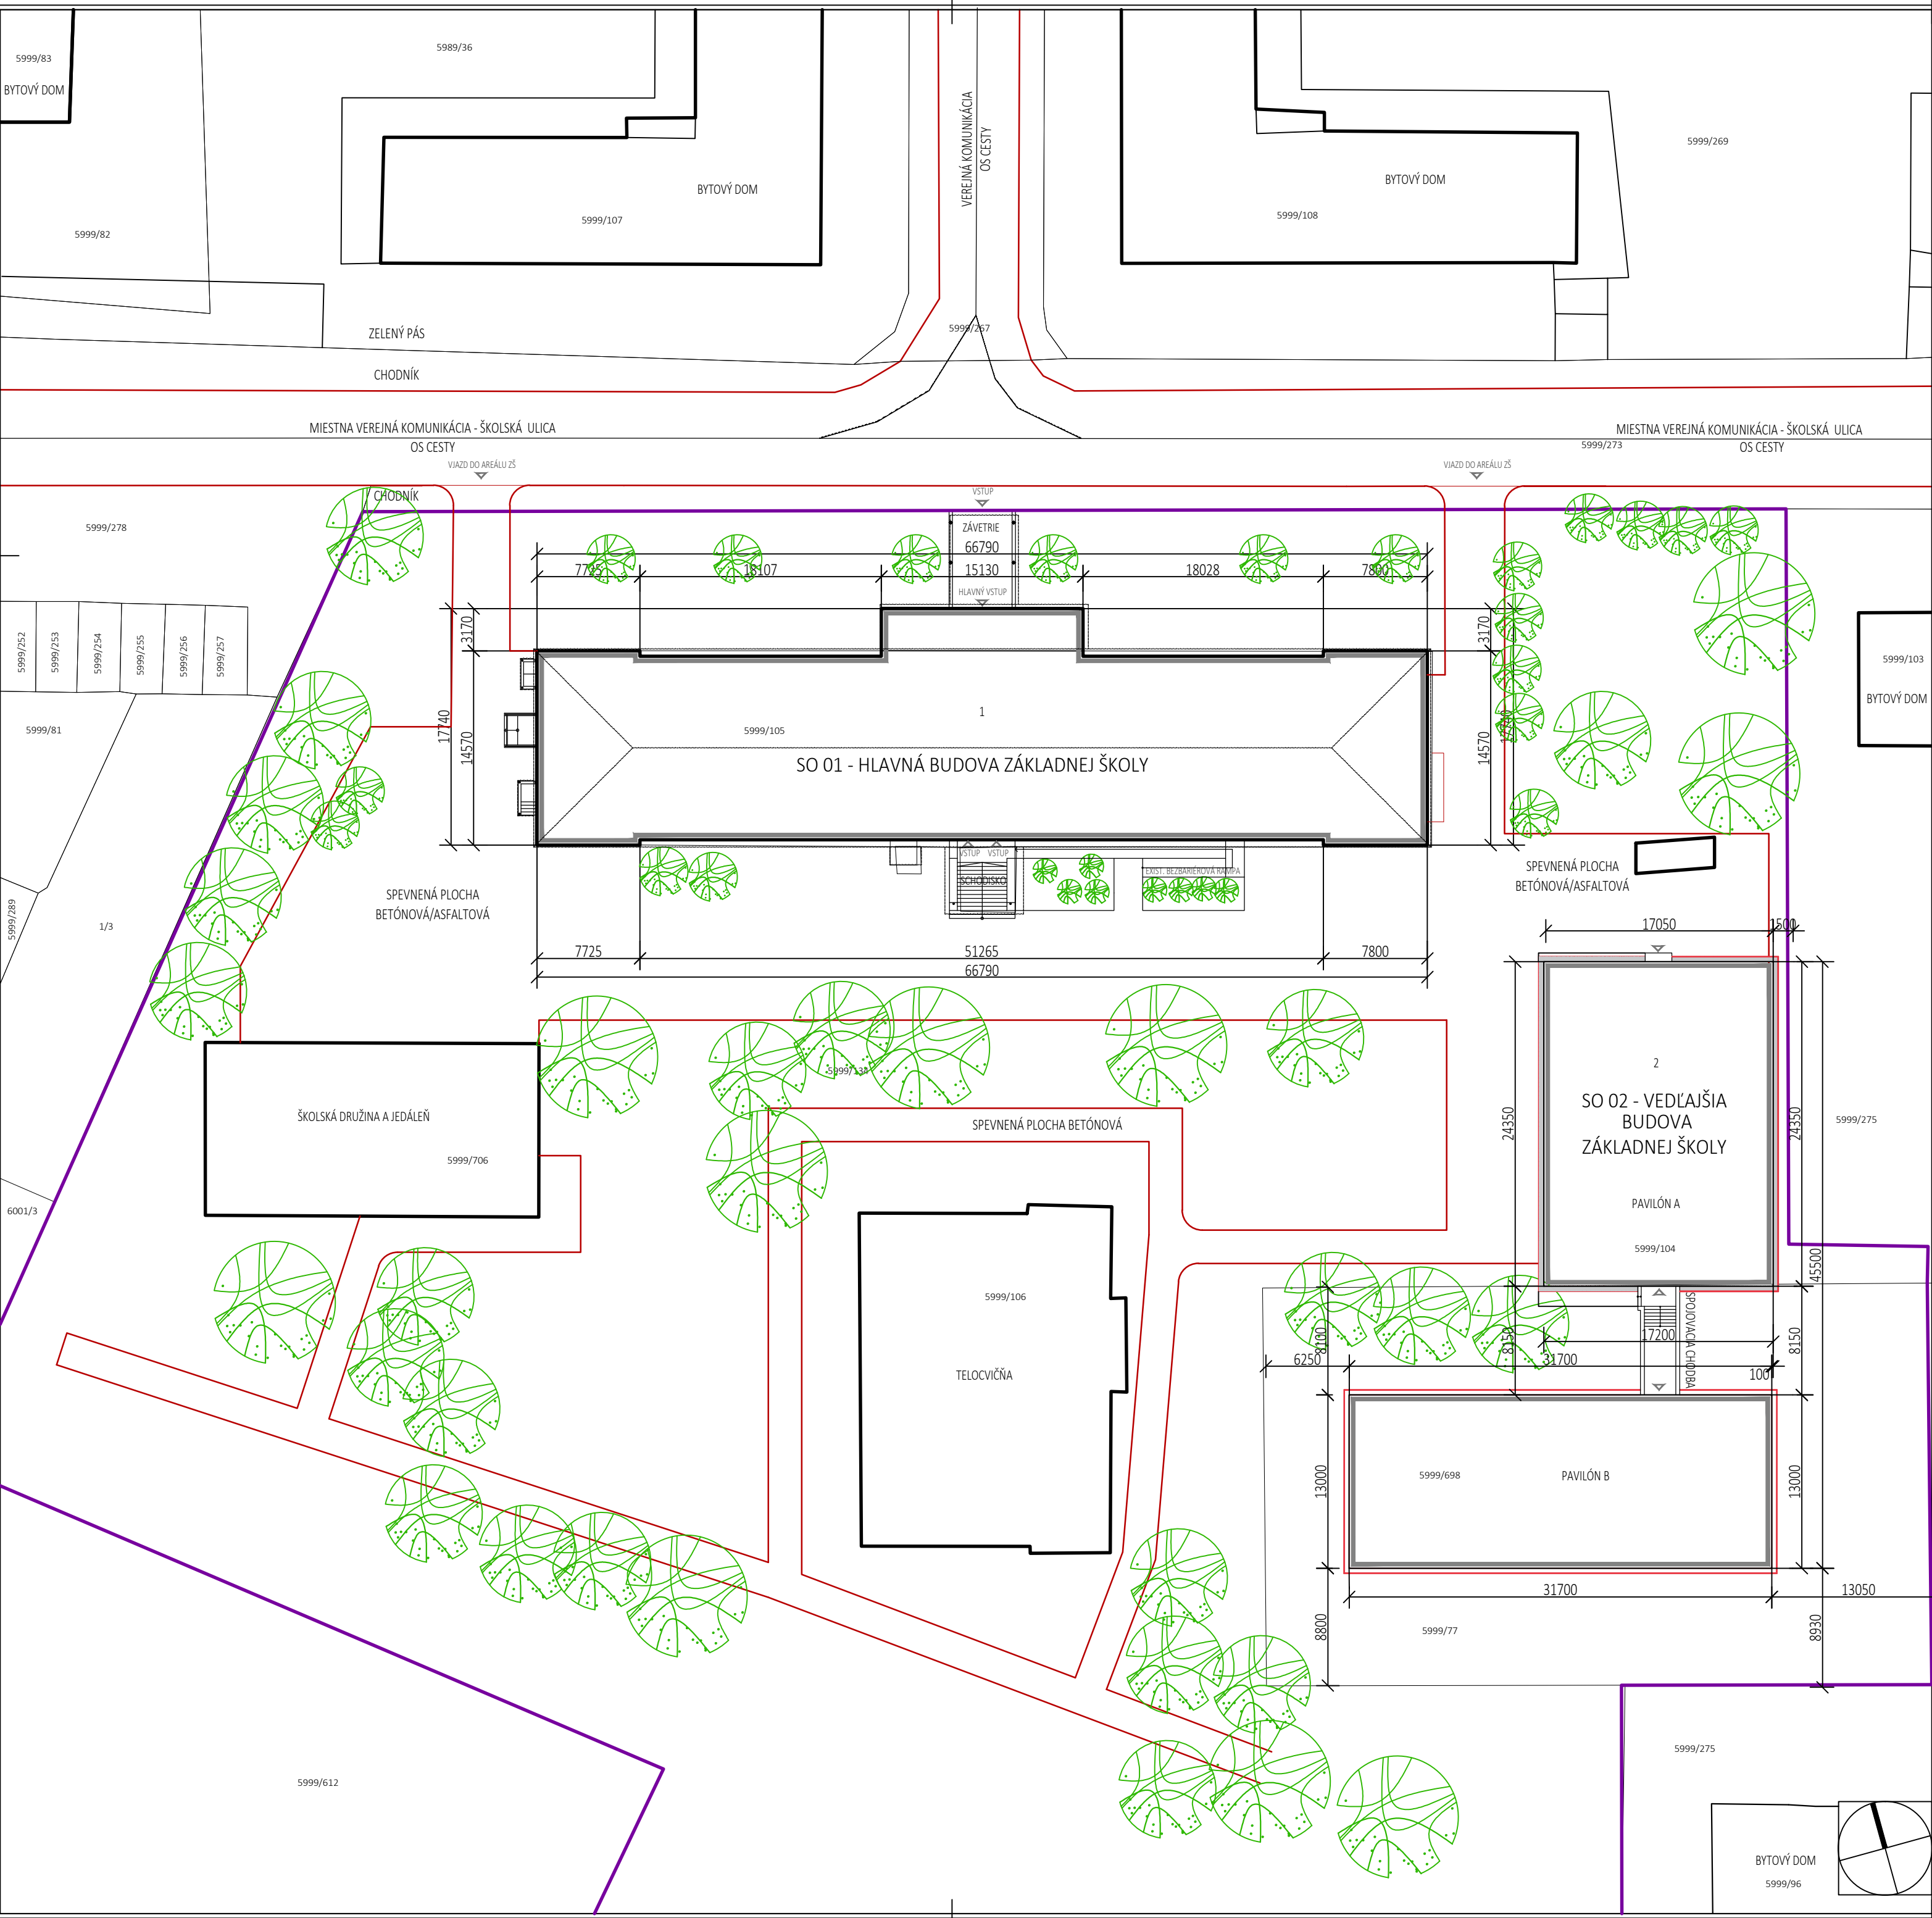 5999/83
BYTOVÝ DOM
5989/36
5999/82
BYTOVÝ DOM
5999/107
VEREJNÁ KOMUNIKÁCIA
OS CESTY
BYTOVÝ DOM
5999/108
5999/269
ZELENÝ PÁS
5999/267
CHODNÍK
MIESTNA VEREJNÁ KOMUNIKÁCIA - ŠKOLSKÁ ULICA
OS CESTY
MIESTNA VEREJNÁ KOMUNIKÁCIA - ŠKOLSKÁ ULICA
5999/273
OS CESTY
VJAZD DO AREÁLU ZŠ
VJAZD DO AREÁLU ZŠ
CHODNÍK
VSTUP
5999/278
ZÁVETRIE
66790
7725
18107
15130
18028
7800
HLAVNÝ VSTUP
3170
3170
5999/252
5999/253
5999/254
5999/255
5999/256
5999/257
5999/103
BYTOVÝ DOM
5999/81
17740
14570
5999/105
1
14570
17740
SO 01 - HLAVNÁ BUDOVA ZÁKLADNEJ ŠKOLY
VSTUP
VSTUP
SCHODISKO
EXIST. BEZBARIÉROVÁ RAMPA
SPEVNENÁ PLOCHA
BETÓNOVÁ/ASFALTOVÁ
SPEVNENÁ PLOCHA
BETÓNOVÁ/ASFALTOVÁ
5999/289
1/3
7725
51265
7800
66790
17050
1500
5999/134
SPEVNENÁ PLOCHA BETÓNOVÁ
ŠKOLSKÁ DRUŽINA A JEDÁLEŇ
5999/706
2
SO 02 - VEDĽAJŠIA
BUDOVA
ZÁKLADNEJ ŠKOLY
PAVILÓN A
5999/104
24350
24350
5999/275
6001/3
45500
5999/106
TELOCVIČŇA
8100
8150
SPOJOVACIA CHODBA
8150
17200
6250
31700
100
13000
5999/698
PAVILÓN B
13000
31700
13050
8800
5999/77
8930
5999/612
5999/275
BYTOVÝ DOM
5999/96